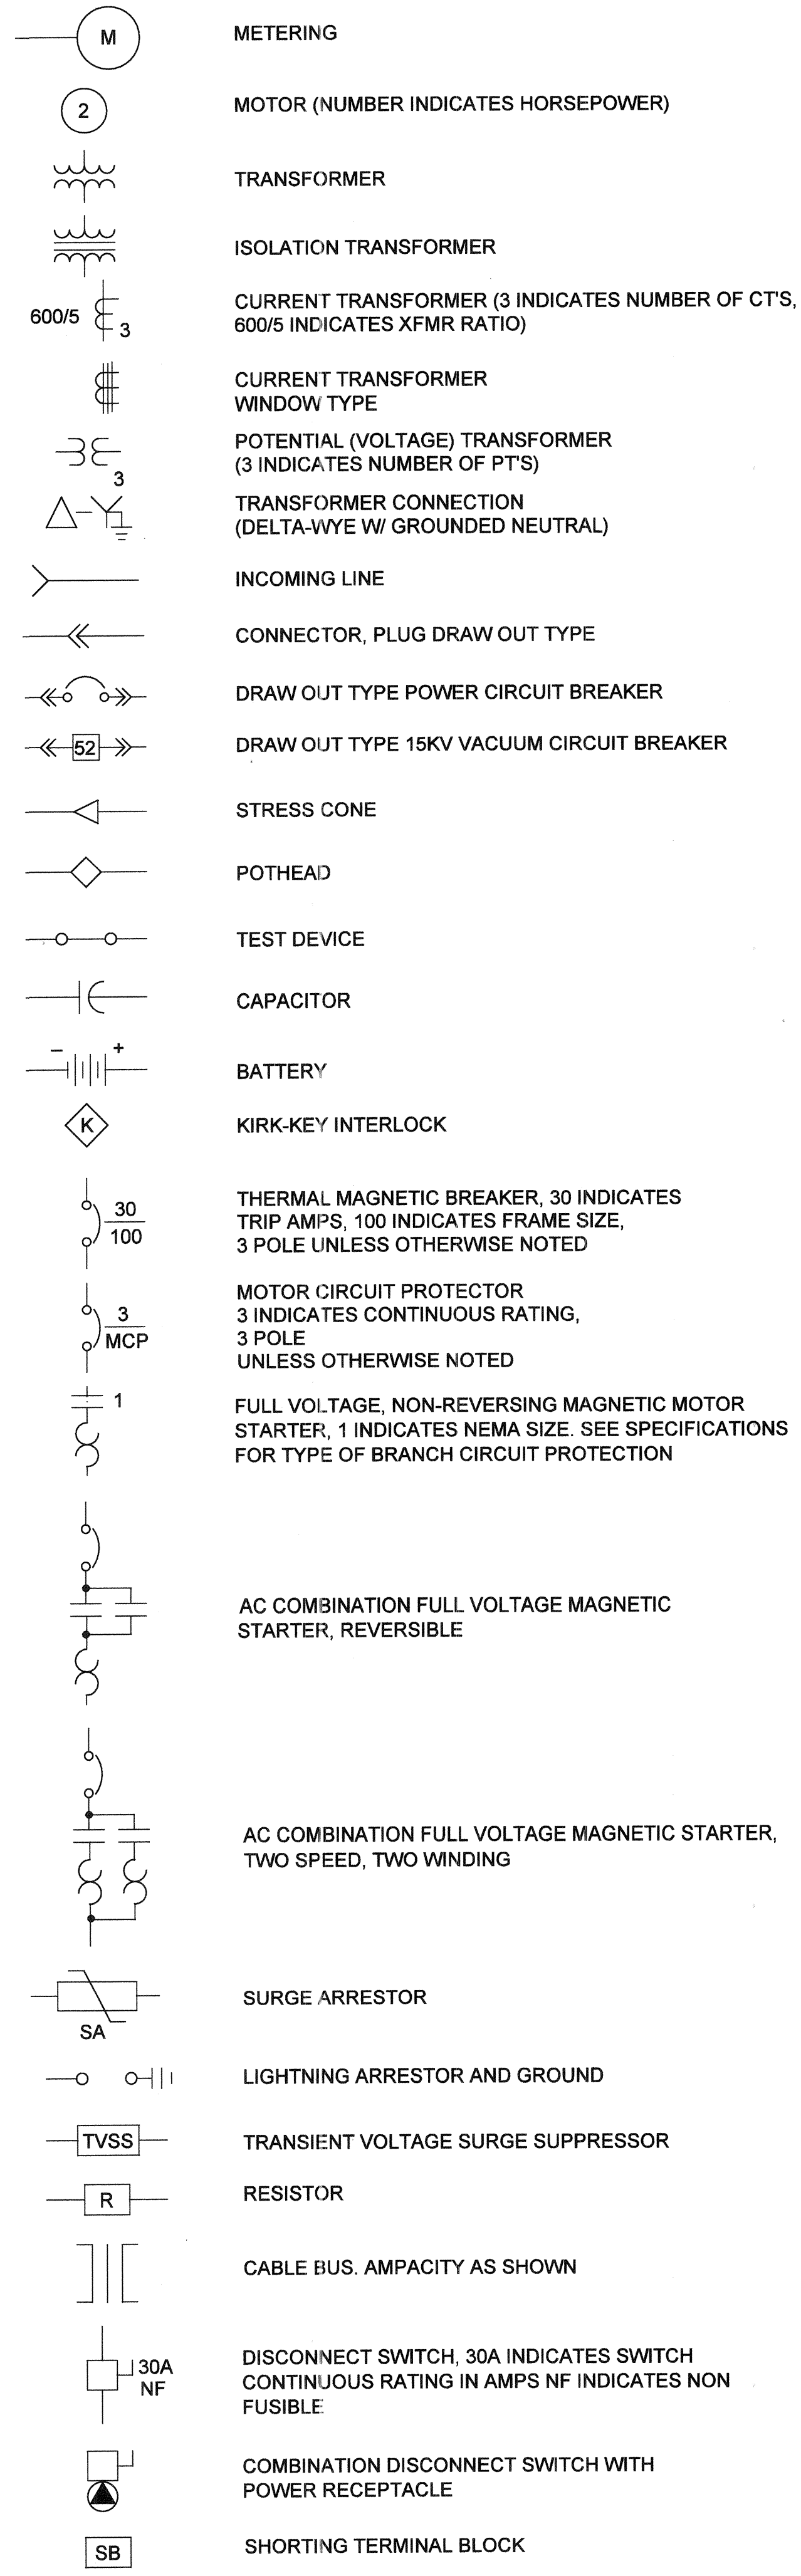 M METERING
2 MOTOR (NUMBER INDICATES HORSEPOWER)
TRANSFORMER
ISOLATION TRANSFORMER
600/5 3 CURRENT TRANSFORMER (3 INDICATES NUMBER OF CT'S,
600/5 INDICATES XFMR RATIO)
CURRENT TRANSFORMER
WINDOW TYPE
POTENTIAL (VOLTAGE) TRANSFORMER
3 (3 INDICATES NUMBER OF PT'S)
TRANSFORMER CONNECTION
(DELTA-WYE W/ GROUNDED NEUTRAL)
INCOMING LINE
CONNECTOR, PLUG DRAW OUT TYPE
DRAW OUT TYPE POWER CIRCUIT BREAKER
52 DRAW OUT TYPE 15KV VACUUM CIRCUIT BREAKER
STRESS CONE
POTHEAD
TEST DEVICE
CAPACITOR
- +
BATTERY
K KIRK-KEY INTERLOCK
30
100
THERMAL MAGNETIC BREAKER, 30 INDICATES
TRIP AMPS, 100 INDICATES FRAME SIZE,
3 POLE UNLESS OTHERWISE NOTED
3
MCP
MOTOR CIRCUIT PROTECTOR
3 INDICATES CONTINUOUS RATING,
3 POLE
UNLESS OTHERWISE NOTED
1 FULL VOLTAGE, NON-REVERSING MAGNETIC MOTOR
STARTER, 1 INDICATES NEMA SIZE. SEE SPECIFICATIONS
FOR TYPE OF BRANCH CIRCUIT PROTECTION
AC COMBINATION FULL VOLTAGE MAGNETIC
STARTER, REVERSIBLE
AC COMBINATION FULL VOLTAGE MAGNETIC STARTER,
TWO SPEED, TWO WINDING
SURGE ARRESTOR
SA
LIGHTNING ARRESTOR AND GROUND
TVSS TRANSIENT VOLTAGE SURGE SUPPRESSOR
R RESISTOR
CABLE BUS. AMPACITY AS SHOWN
30A
NF
DISCONNECT SWITCH, 30A INDICATES SWITCH
CONTINUOUS RATING IN AMPS NF INDICATES NON
FUSIBLE
COMBINATION DISCONNECT SWITCH WITH
POWER RECEPTACLE
SB SHORTING TERMINAL BLOCK